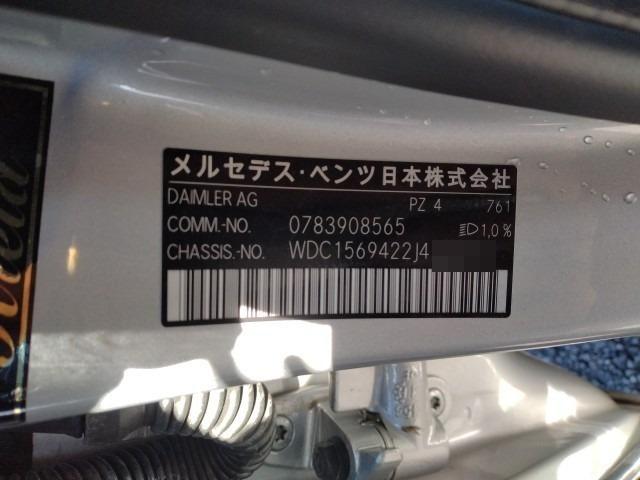 メルセデス・ベンツ日本株式会社
DAIMLER AG PZ 4 761
COMM.-NO. 0783908565 1,0%
CHASSIS.-NO. WDC1569422J4